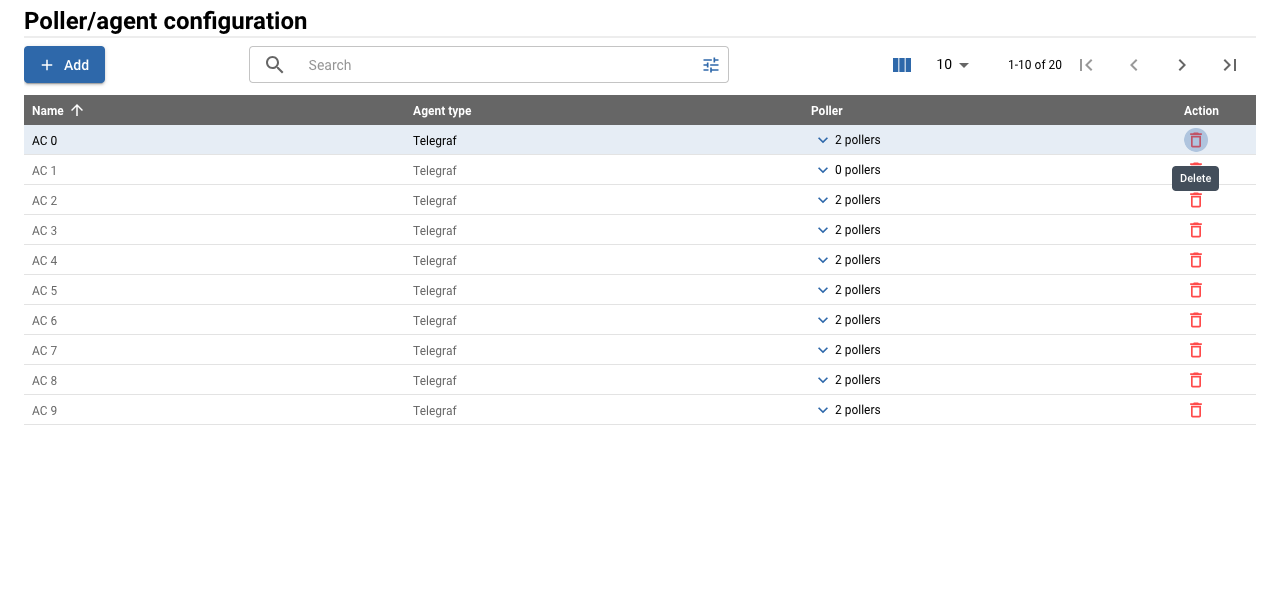 Poller/agent configuration
Add
Search
10
1-10 of 20
Name Agent type Poller Action
AC 0 Telegraf 2 pollers
AC 1 Telegraf 0 pollers
Delete
AC 2 Telegraf 2 pollers
AC 3 Telegraf 2 pollers
AC 4 Telegraf 2 pollers
AC 5 Telegraf 2 pollers
AC 6 Telegraf 2 pollers
AC 7 Telegraf 2 pollers
AC 8 Telegraf 2 pollers
AC 9 Telegraf 2 pollers